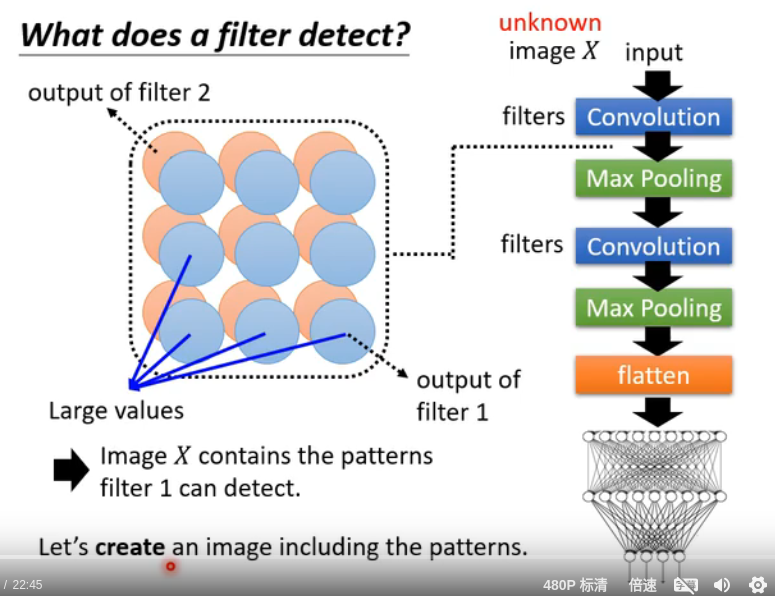 What does a filter detect?
unknown
image X
input
output of filter 2
filters
Convolution
Max Pooling
filters
Convolution
Max Pooling
flatten
output of
filter 1
Large values
Image X contains the patterns
filter 1 can detect.
Let's create an image including the patterns.
/ 22:45
480P 标清
倍速